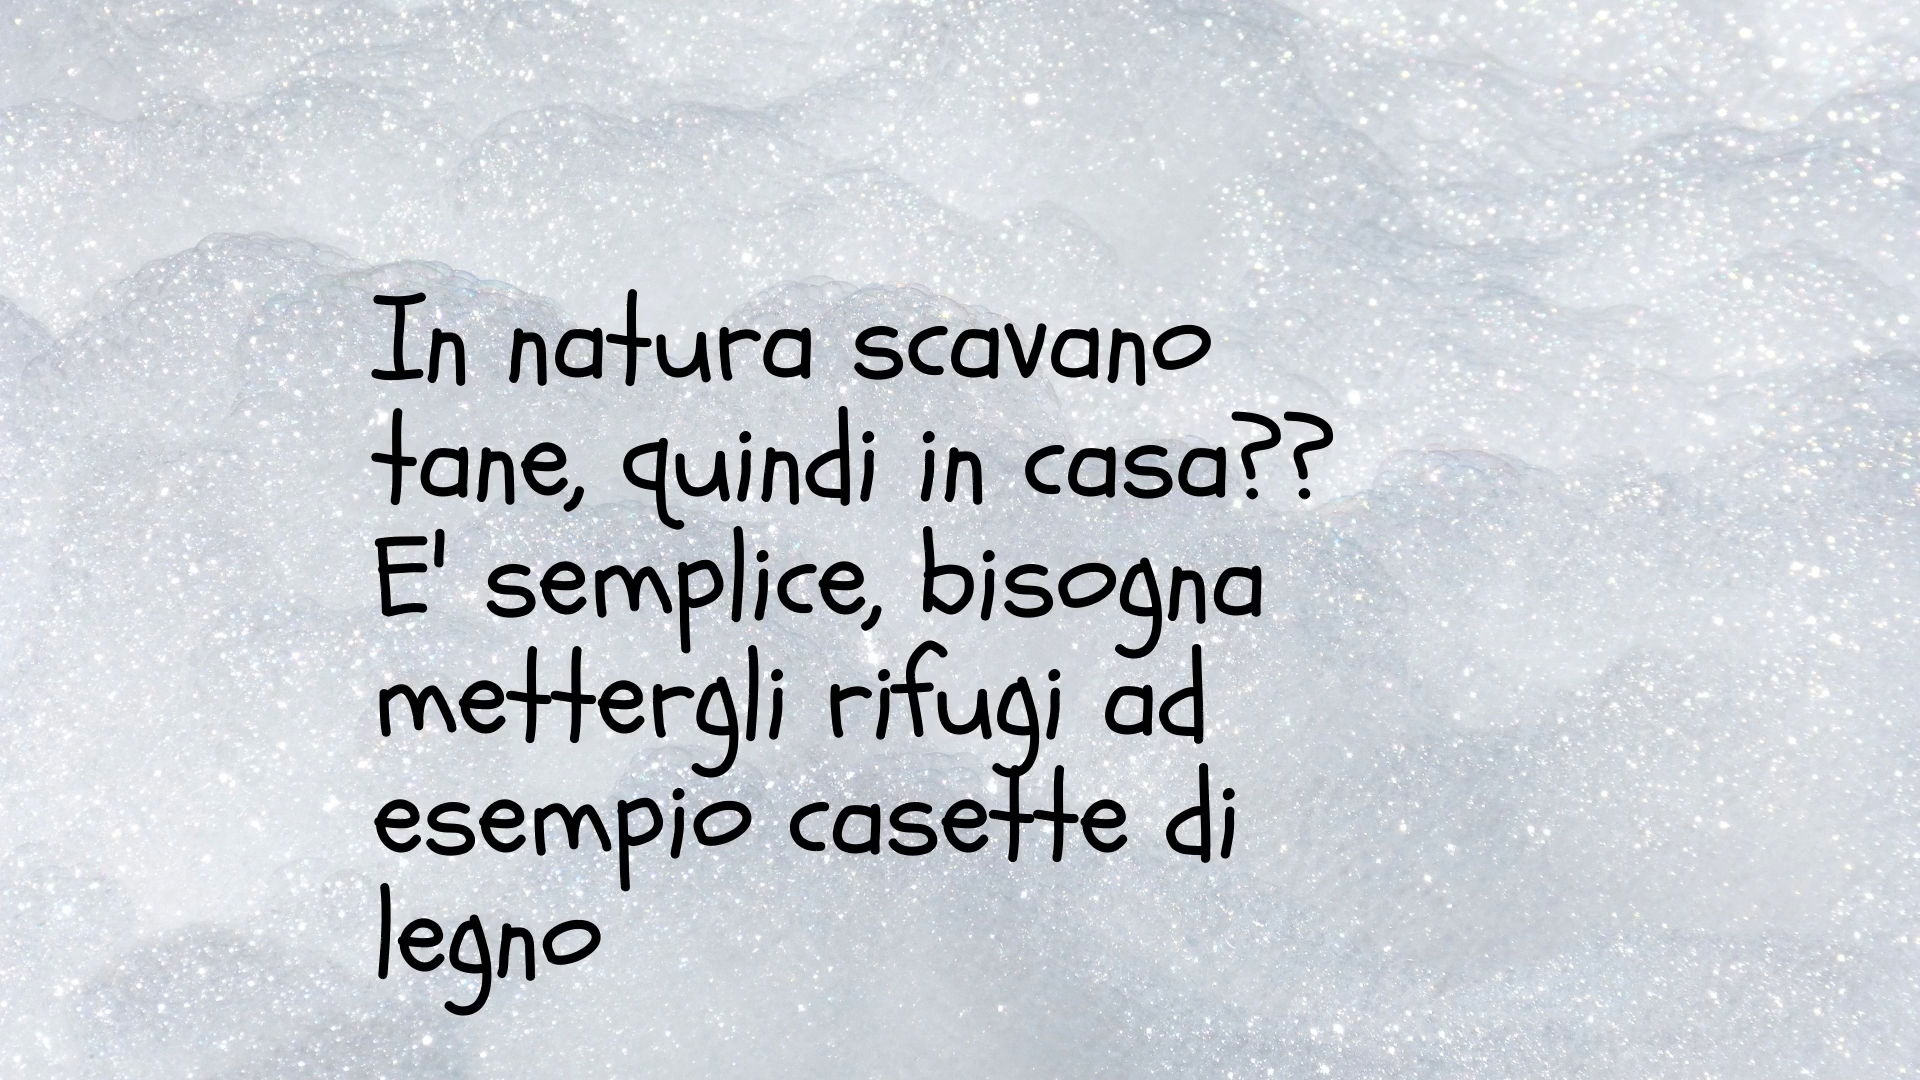 In natura scavano
tane, quindi in casa??
E' semplice, bisogna
mettergli rifugi ad
esempio casette di
legno